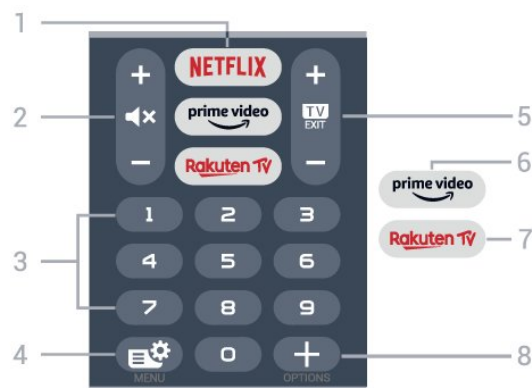 1
NETFLIX
2
prime video
TV
EXIT
5
Rakuten TV
6
prime video
Rakuten TV
7
3
1 2 3
4 5 6
7 8 9
4
0
8
MENU
OPTIONS